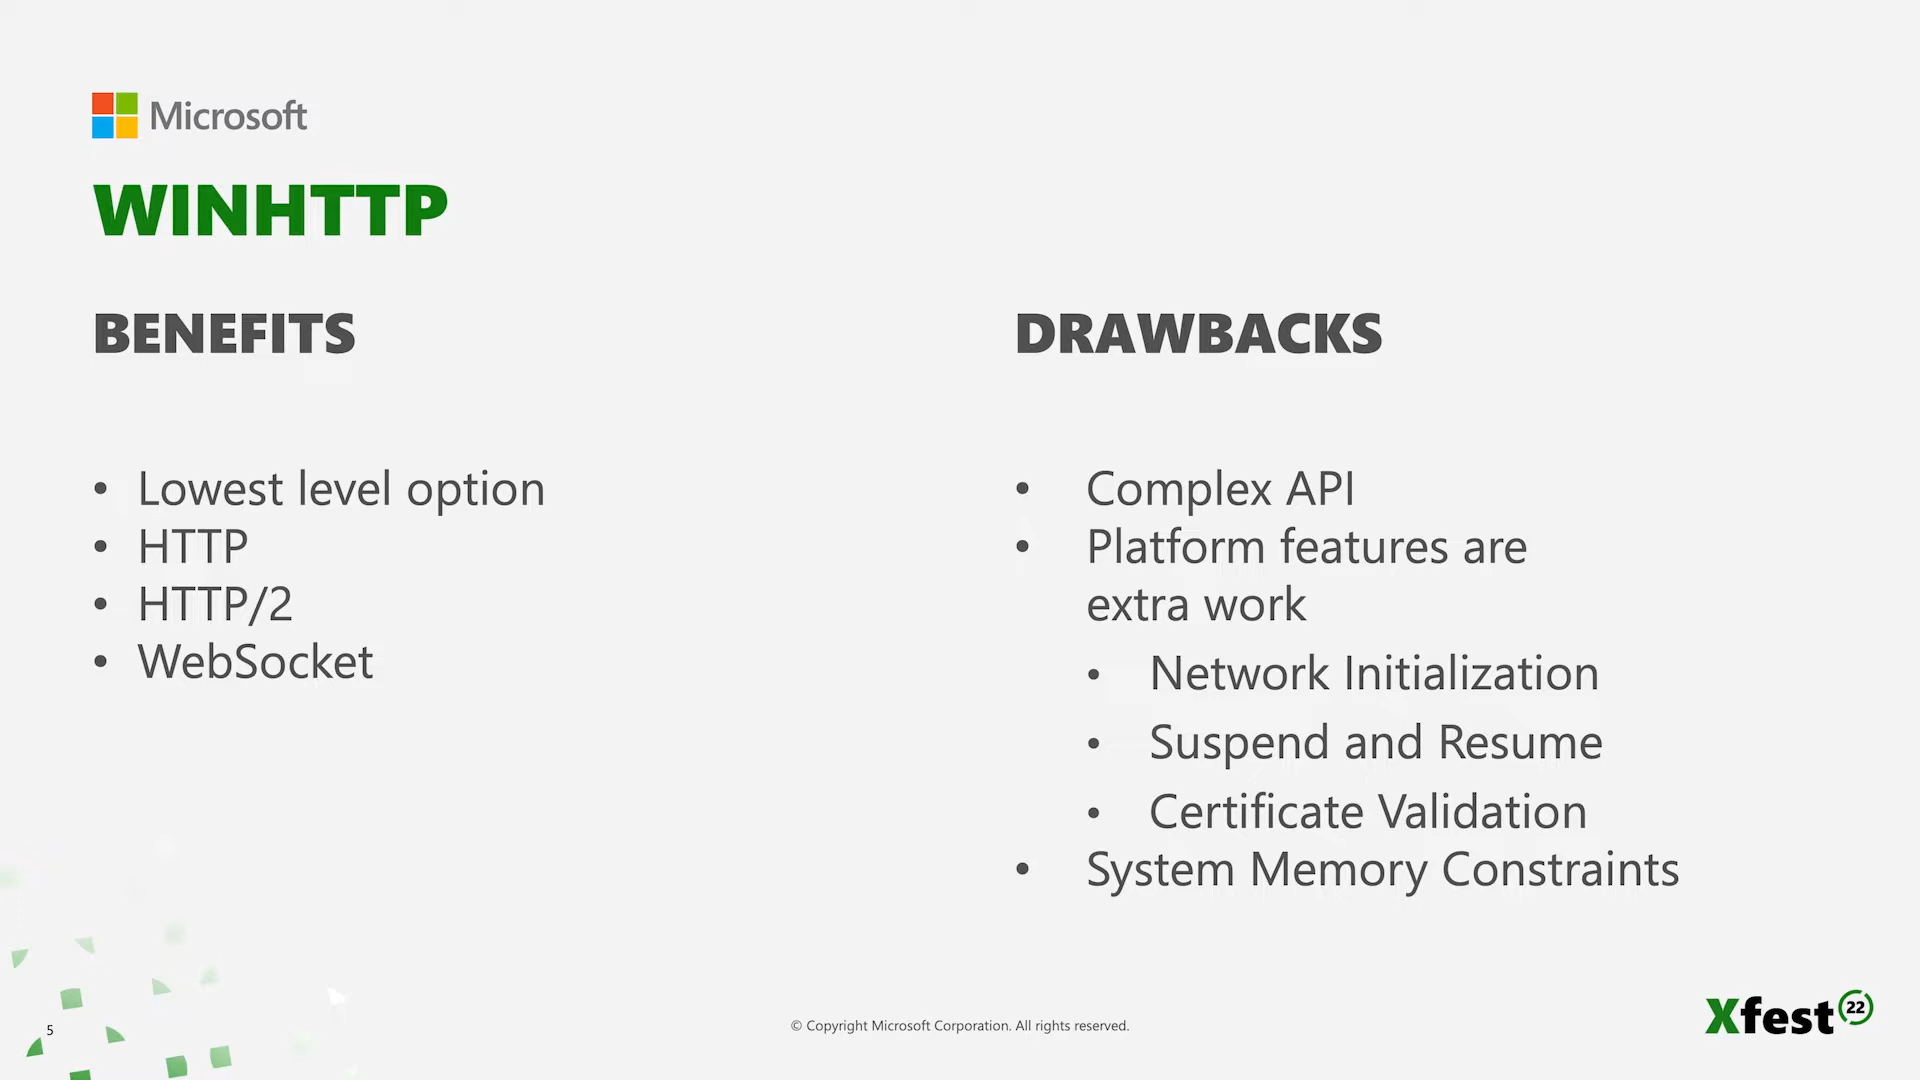 Microsoft
WINHTTP
BENEFITS
• Lowest level option
• HTTP
• HTTP/2
• WebSocket
DRAWBACKS
• Complex API
• Platform features are
extra work
• Network Initialization
• Suspend and Resume
• Certificate Validation
• System Memory Constraints
5
© Copyright Microsoft Corporation. All rights reserved.
Xfest 22